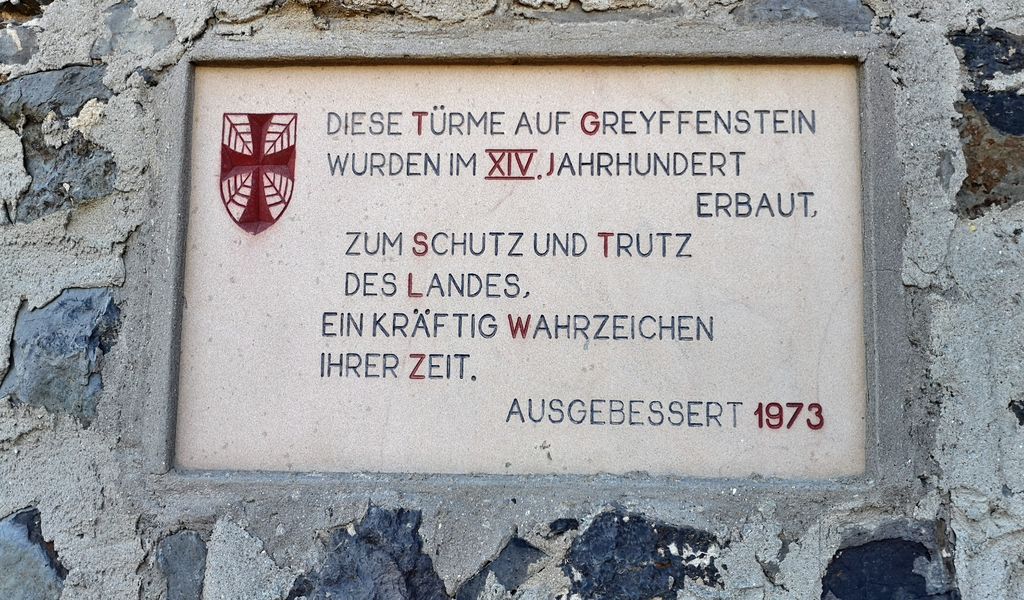 DIESE TÜRME AUF GREYFFENSTEIN
WURDEN IM XIV. JAHRHUNDERT
ERBAUT,
ZUM SCHUTZ UND TRUTZ
DES LANDES,
EIN KRÄFTIG WAHRZEICHEN
IHRER ZEIT.
AUSGEBESSERT 1973